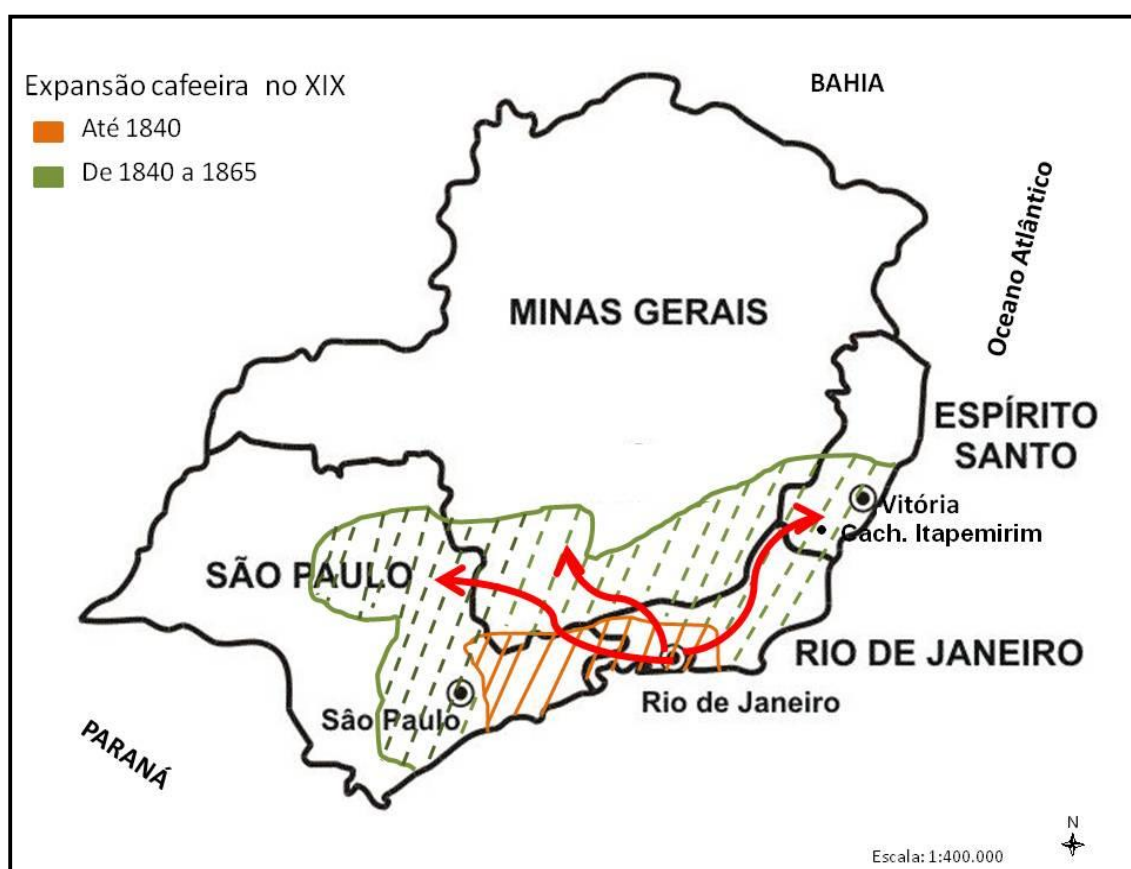 Expansão cafeeira no XIX
Até 1840
De 1840 a 1865
BAHIA
Oceano Atlântico
MINAS GERAIS
ESPÍRITO
SANTO
Vitória
Cach. Itapemirim
SÃO PAULO
RIO DE JANEIRO
Rio de Janeiro
Sâo Paulo
PARANÁ
N
Escala: 1:400.000